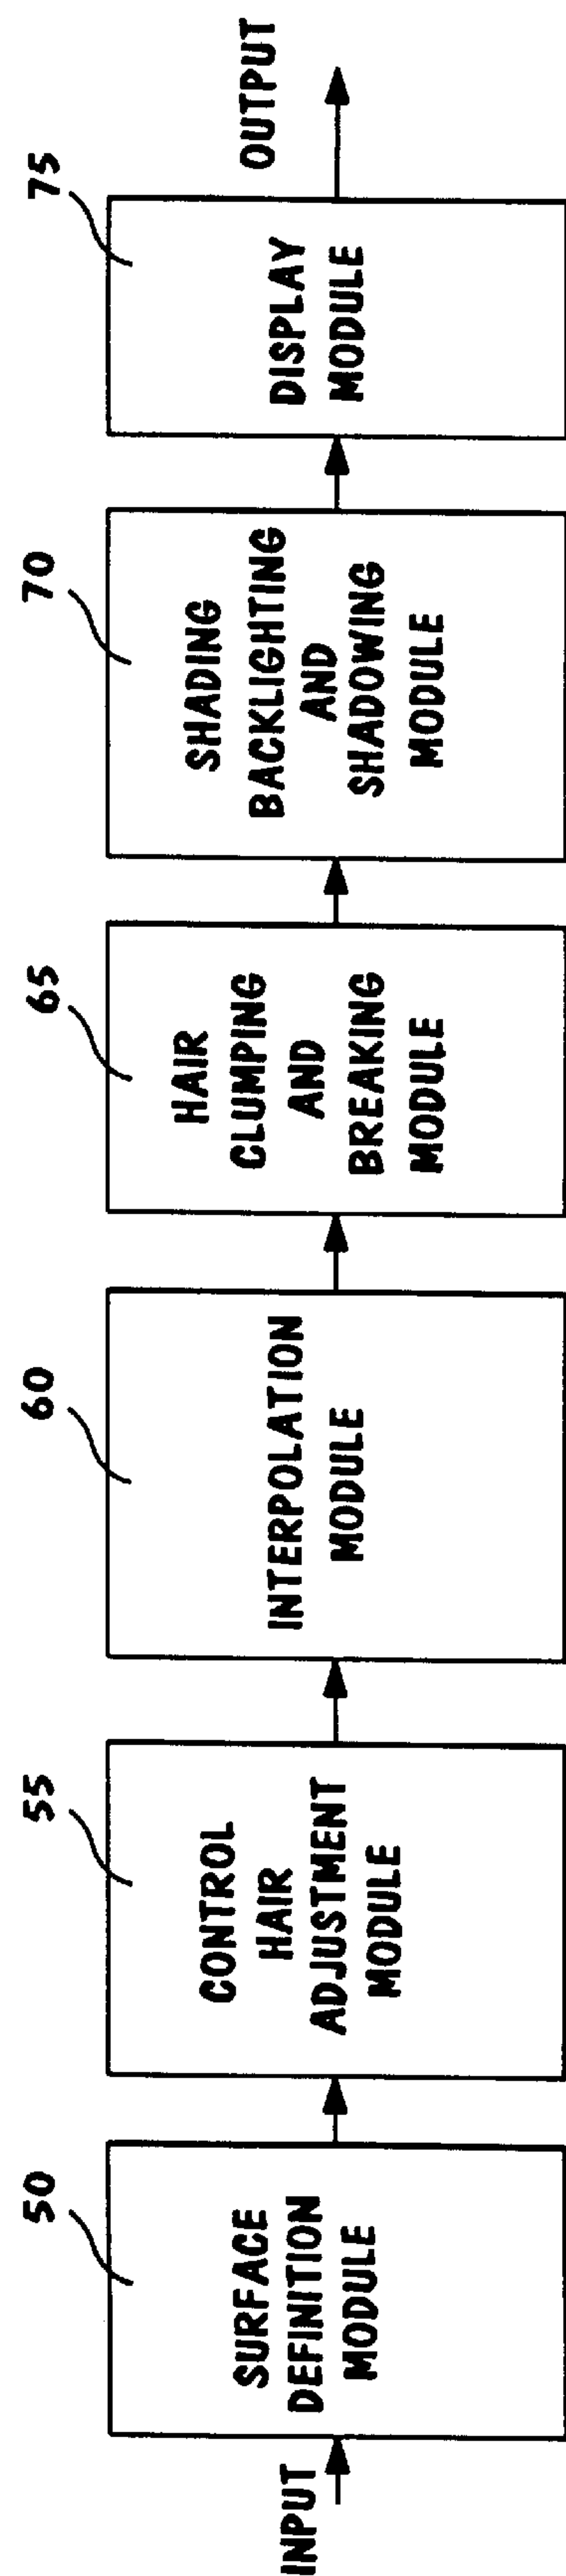 INPUT
50
SURFACE
DEFINITION
MODULE
55
CONTROL
HAIR
ADJUSTMENT
MODULE
60
INTERPOLATION
MODULE
65
HAIR
CLUMPING
AND
BREAKING
MODULE
70
SHADING
BACKLIGHTING
AND
SHADOWING
MODULE
75
DISPLAY
MODULE
OUTPUT